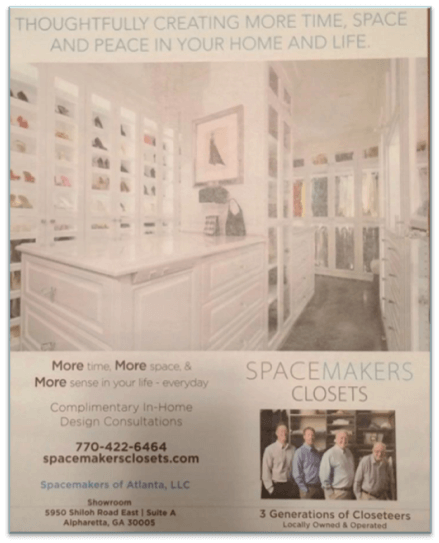 THOUGHTFULLY CREATING MORE TIME, SPACE
AND PEACE IN YOUR HOME AND LIFE.
More time, More space, &
More sense in your life - everyday
Complimentary In-Home
Design Consultations
770-422-6464
spacemakersclosets.com
Spacemakers of Atlanta, LLC
Showroom
5950 Shiloh Road East | Suite A
Alpharetta, GA 30005
SPACEMAKERS
CLOSETS
3 Generations of Closeteers
Locally Owned & Operated